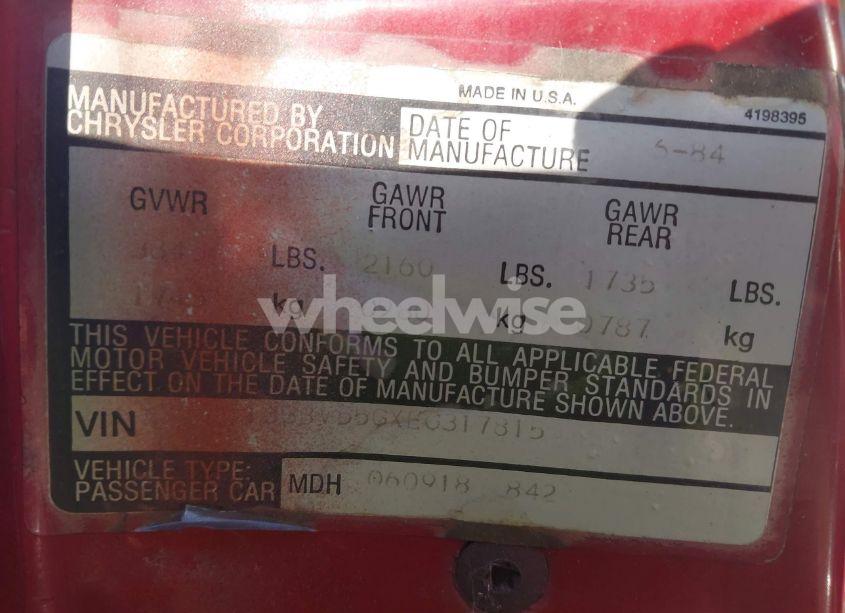 MADE IN U.S.A.
4198395
MANUFACTURED BY
CHRYSLER CORPORATION
DATE OF
MANUFACTURE
-84
GVWR
GAWR
FRONT
GAWR
REAR
LBS. 2160 LBS. 1735 LBS.
kg kg 0787 kg
wheelwise
THIS VEHICLE CONFORMS TO ALL APPLICABLE FEDERAL
MOTOR VEHICLE SAFETY AND BUMPER STANDARDS IN
EFFECT ON THE DATE OF MANUFACTURE SHOWN ABOVE.
VIN
VEHICLE TYPE:
PASSENGER CAR
MDH 060918 842